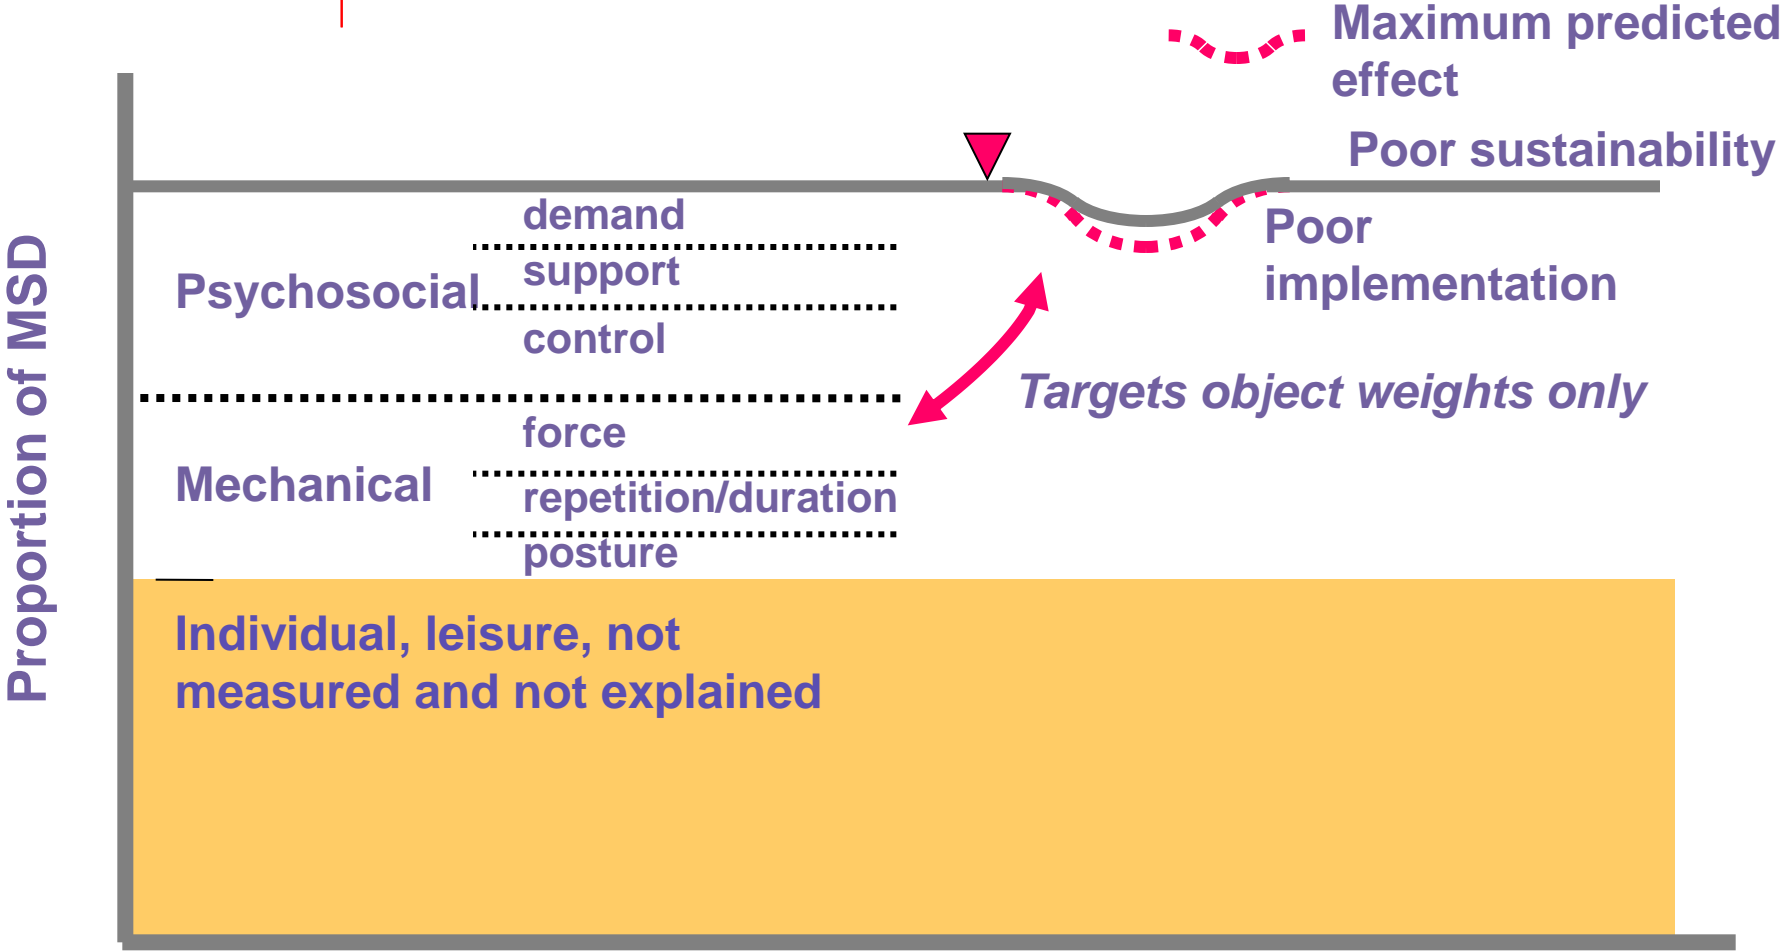 Maximum predicted
effect
Poor sustainability
Proportion of MSD
Psychosocial
demand
support
control
Poor
implementation
Targets object weights only
Mechanical
force
repetition/duration
posture
Individual, leisure, not
measured and not explained